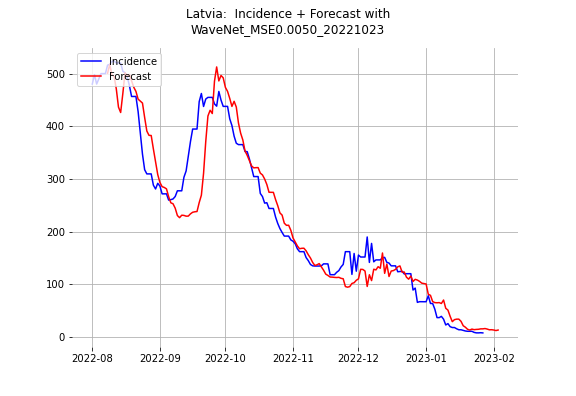 Latvia:  Incidence + Forecast with
WaveNet_MSE0.0050_20221023
Incidence
Forecast
500
400
300
200
100
0
2022-08 2022-09 2022-10 2022-11 2022-12 2023-01 2023-02